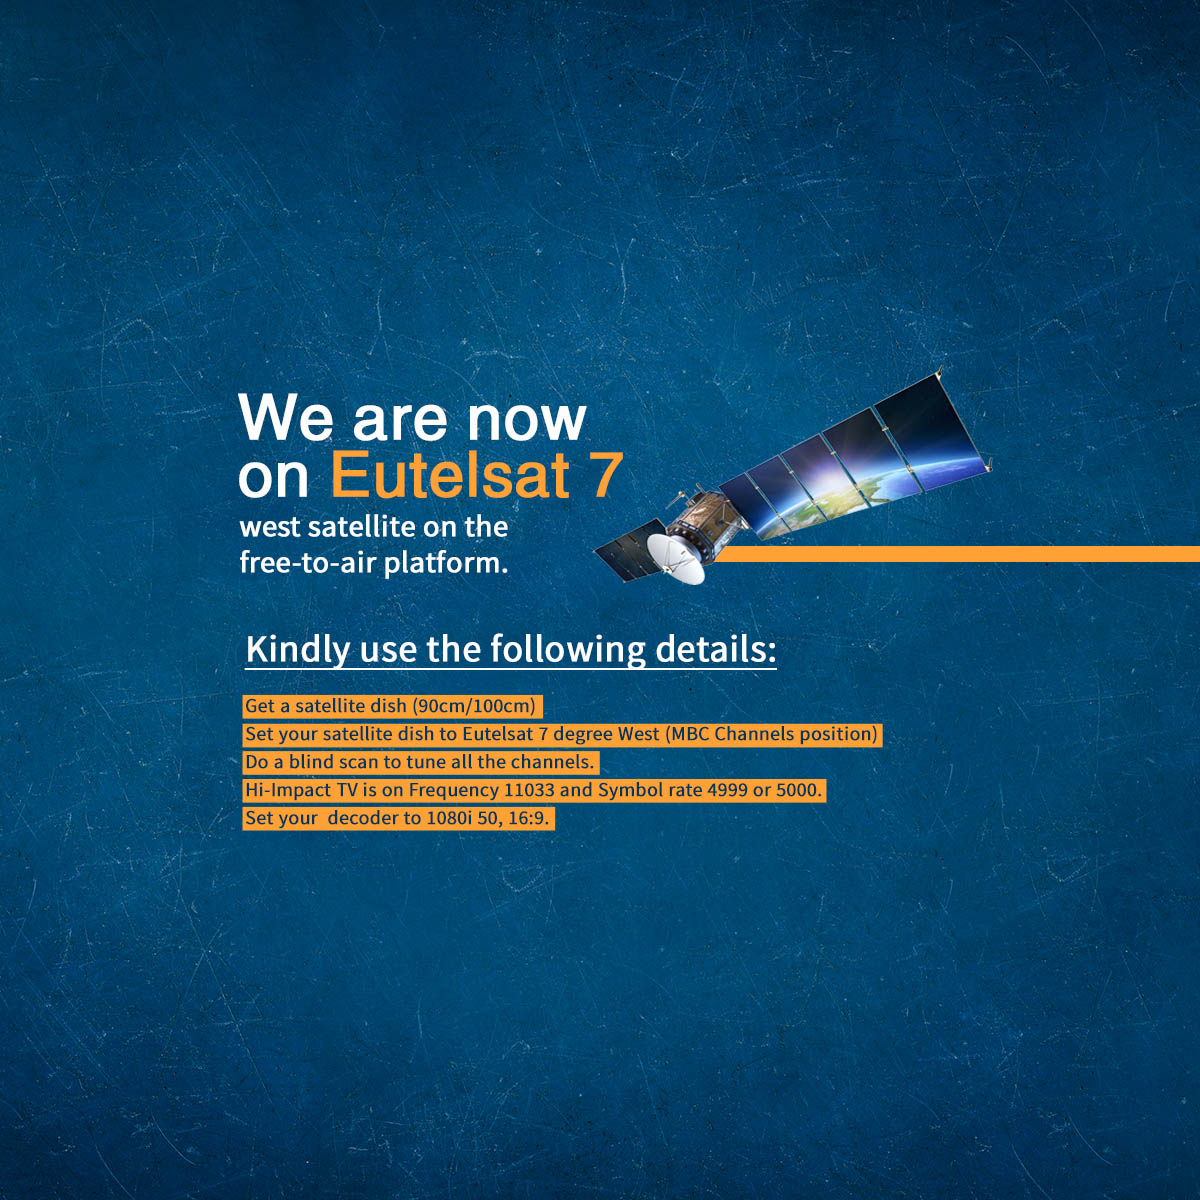 We are now
on Eutelsat 7
west satellite on the
free-to-air platform.
Kindly use the following details:
Get a satellite dish (90cm/100cm)
Set your satellite dish to Eutelsat 7 degree West (MBC Channels position)
Do a blind scan to tune all the channels.
Hi-Impact TV is on Frequency 11033 and Symbol rate 4999 or 5000.
Set your  decoder to 1080i 50, 16:9.